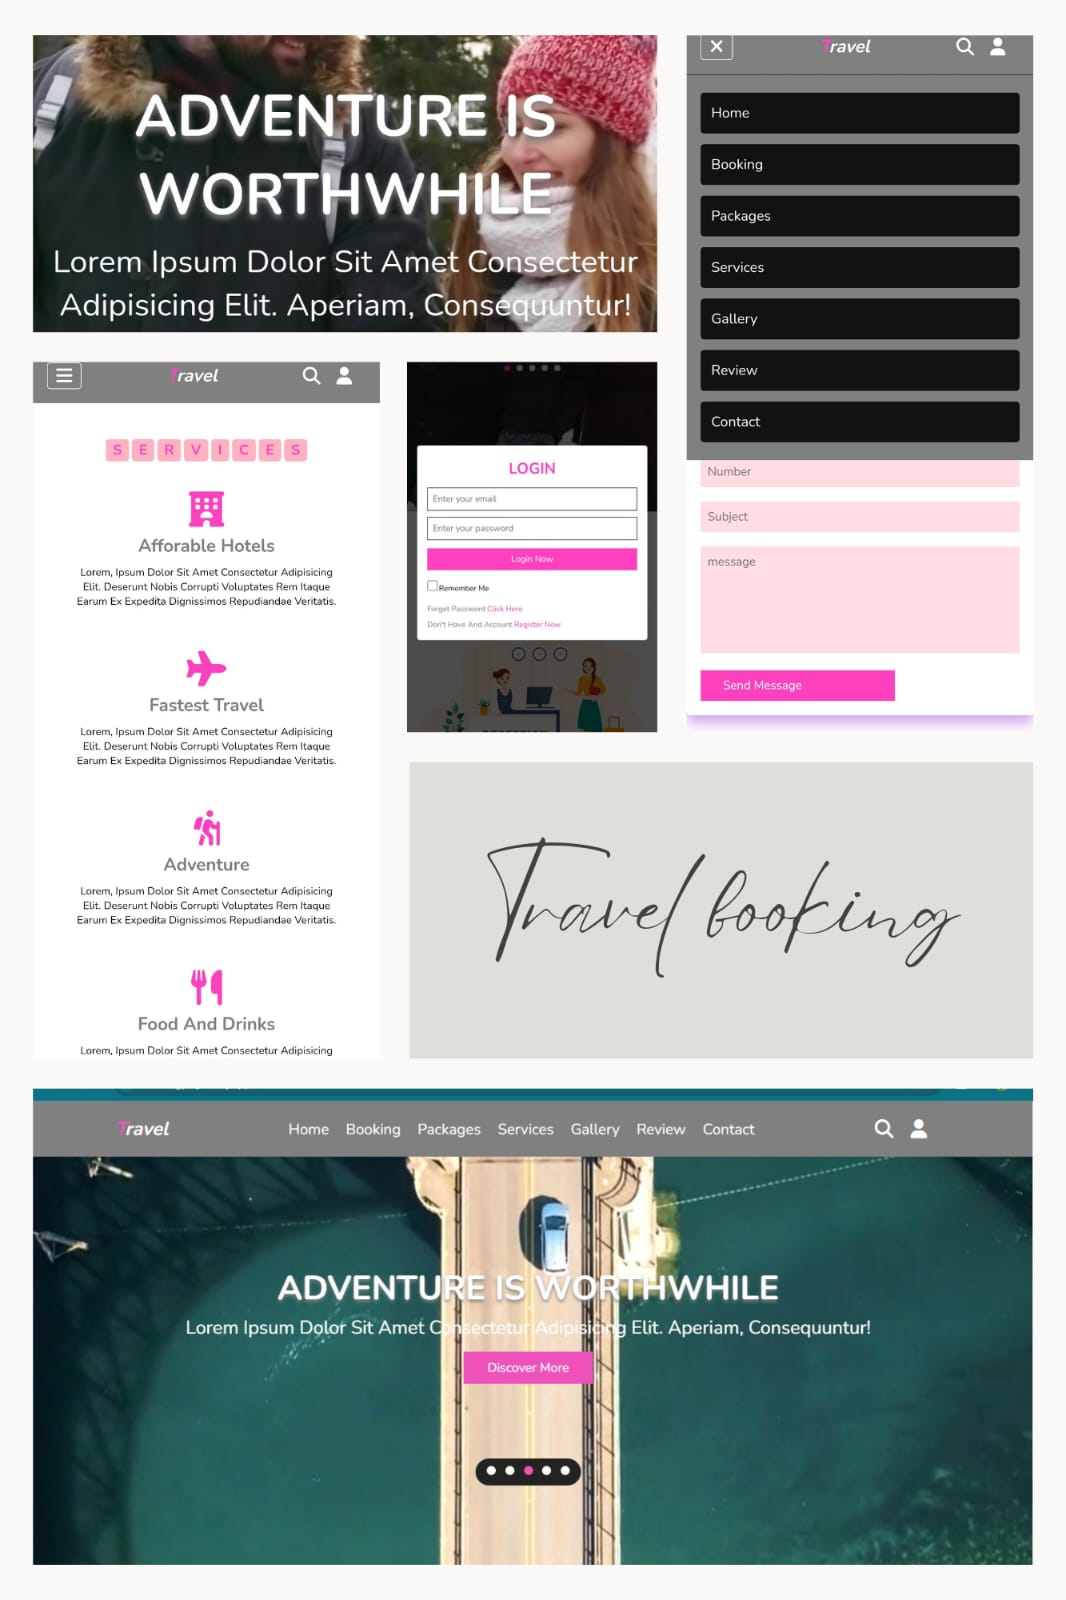 ADVENTURE IS
WORTHWHILE
Lorem Ipsum Dolor Sit Amet Consectetur
Adipisicing Elit. Aperiam, Consequuntur!
Travel
Home
Booking
Packages
Services
Gallery
Review
Contact
Number
Subject
message
Send Message
Travel
SERVICES
Afforable Hotels
Lorem, Ipsum Dolor Sit Amet Consectetur Adipisicing
Elit. Deserunt Nobis Corrupti Voluptates Rem Itaque
Earum Ex Expedita Dignissimos Repudiandae Veritatis.
Fastest Travel
Lorem, Ipsum Dolor Sit Amet Consectetur Adipisicing
Elit. Deserunt Nobis Corrupti Voluptates Rem Itaque
Earum Ex Expedita Dignissimos Repudiandae Veritatis.
Adventure
Lorem, Ipsum Dolor Sit Amet Consectetur Adipisicing
Elit. Deserunt Nobis Corrupti Voluptates Rem Itaque
Earum Ex Expedita Dignissimos Repudiandae Veritatis.
Food And Drinks
Lorem, Ipsum Dolor Sit Amet Consectetur Adipisicing
LOGIN
Enter your email
Enter your password
Login Now
Remember Me
Forget Password Click Here
Don't Have And Account Register Now
Travel booking
Travel Home Booking Packages Services Gallery Review Contact
ADVENTURE IS WORTHWHILE
Lorem Ipsum Dolor Sit Amet Consectetur Adipisicing Elit. Aperiam, Consequuntur!
Discover More